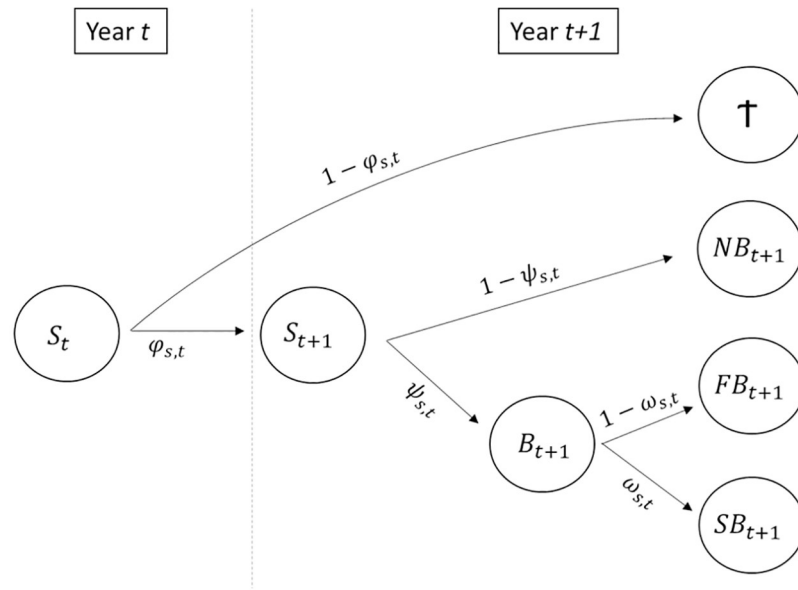 Year t
Year t+1
†
1 − φs,t
NBt+1
1 − ψs,t
St
φs,t
St+1
ψs,t
FBt+1
1 − ωs,t
Bt+1
ωs,t
SBt+1